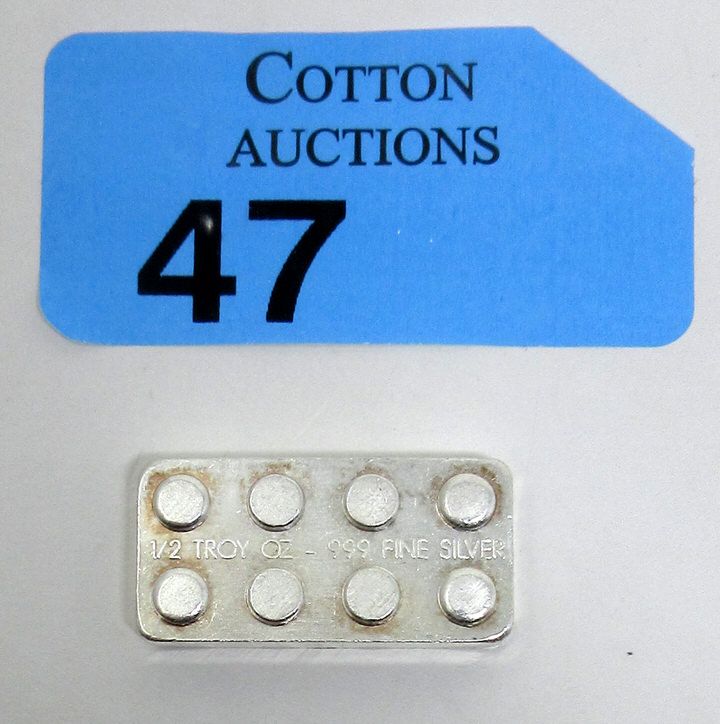 COTTON
AUCTIONS
47
1/2 TROY OZ - 999 FINE SILVER